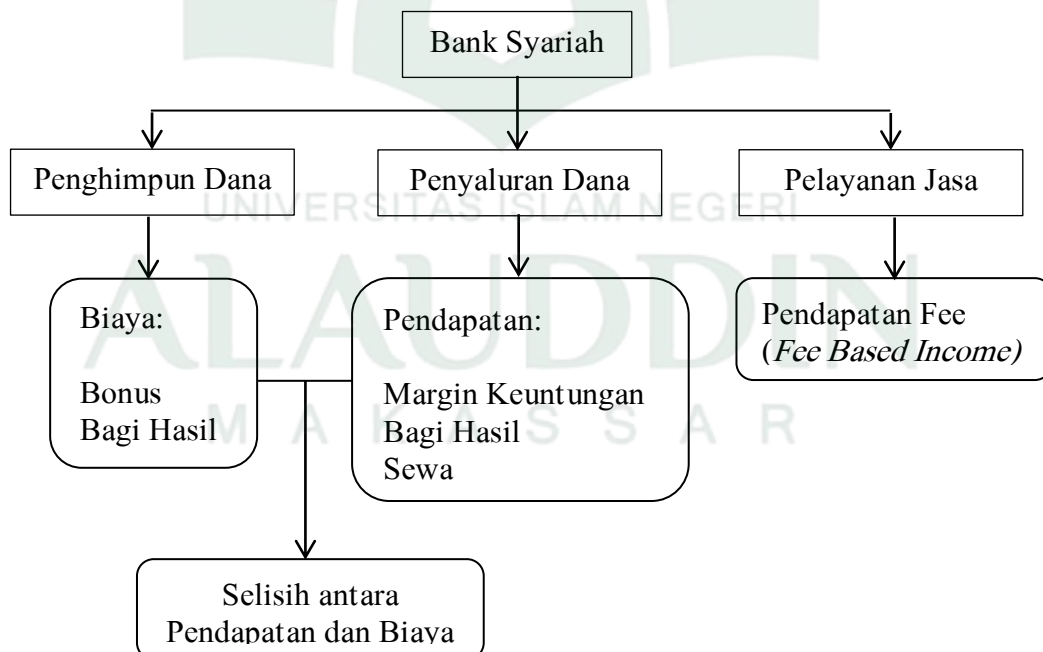 Bank Syariah
Penghimpun Dana
Penyaluran Dana
Pelayanan Jasa
UNIVERSITAS ISLAM NEGERI
ALAUDDIN
MAKASSAR
Biaya:
Bonus
Bagi Hasil
Pendapatan:
Margin Keuntungan
Bagi Hasil
Sewa
Pendapatan Fee
(Fee Based Income)
Selisih antara
Pendapatan dan Biaya